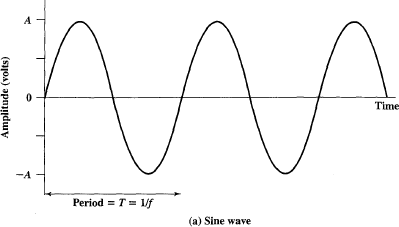 A
Amplitude (volts)
0
Time
−A
Period = T = 1/f
(a) Sine wave